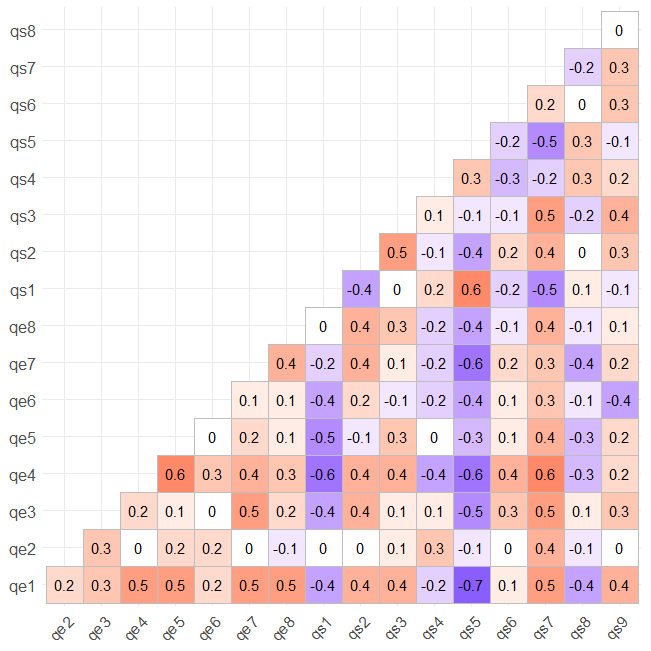 qs8 0
qs7 -0.2 0.3
qs6 0.2 0 0.3
qs5 -0.2 -0.5 0.3 -0.1
qs4 0.3 -0.3 -0.2 0.3 0.2
qs3 0.1 -0.1 -0.1 0.5 -0.2 0.4
qs2 0.5 -0.1 -0.4 0.2 0.4 0 0.3
qs1 -0.4 0 0.2 0.6 -0.2 -0.5 0.1 -0.1
qe8 0 0.4 0.3 -0.2 -0.4 -0.1 0.4 -0.1 0.1
qe7 0.4 -0.2 0.4 0.1 -0.2 -0.6 0.2 0.3 -0.4 0.2
qe6 0.1 0.1 -0.4 0.2 -0.1 -0.2 -0.4 0.1 0.3 -0.1 -0.4
qe5 0 0.2 0.1 -0.5 -0.1 0.3 0 -0.3 0.1 0.4 -0.3 0.2
qe4 0.6 0.3 0.4 0.3 -0.6 0.4 0.4 -0.4 -0.6 0.4 0.6 -0.3 0.2
qe3 0.2 0.1 0 0.5 0.2 -0.4 0.4 0.1 0.1 -0.5 0.3 0.5 0.1 0.3
qe2 0.3 0 0.2 0.2 0 -0.1 0 0 0.1 0.3 -0.1 0 0.4 -0.1 0
qe1 0.2 0.3 0.5 0.5 0.2 0.5 0.5 -0.4 0.4 0.4 -0.2 -0.7 0.1 0.5 -0.4 0.4
qe2 qe3 qe4 qe5 qe6 qe7 qe8 qs1 qs2 qs3 qs4 qs5 qs6 qs7 qs8 qs9